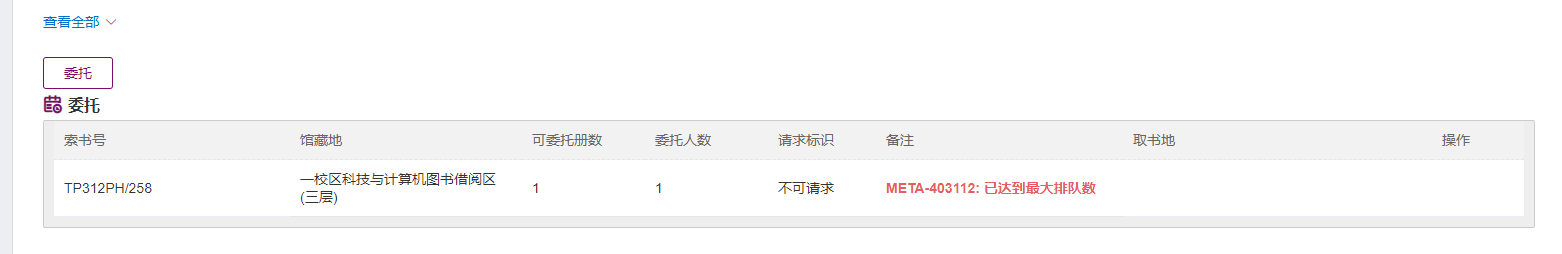 查看全部
委托
委托
索书号 馆藏地 可委托册数 委托人数 请求标识 备注 取书地 操作
TP312PH/258 一校区科技与计算机图书借阅区(三层) 1 1 不可请求 META-403112: 已达到最大排队数